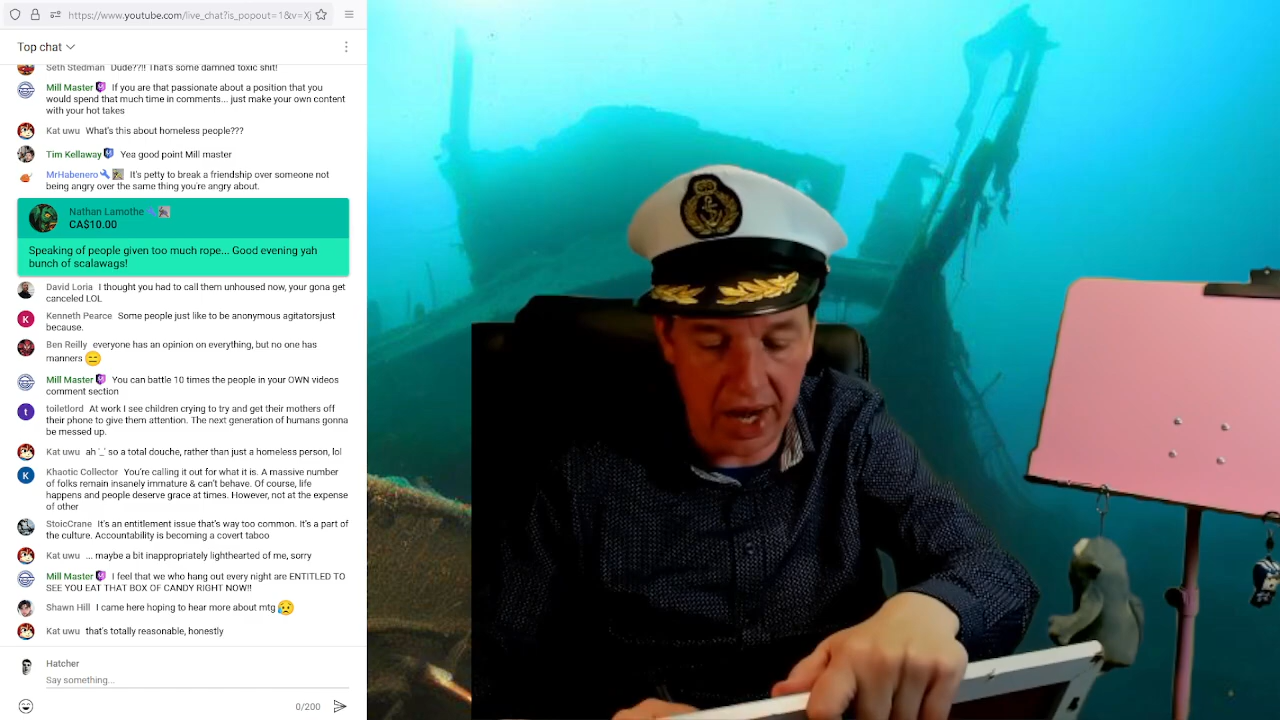 https://www.youtube.com/live_chat?is_popout=1&v=Xj
Top chat
Seth Stedman Dude??!! That's some damned toxic shit!
Mill Master If you are that passionate about a position that you
would spend that much time in comments... just make your own content
with your hot takes
Kat uwu What's this about homeless people???
Tim Kellaway Yea good point Mill master
MrHabenero It's petty to break a friendship over someone not
being angry over the same thing you're angry about.
Nathan Lamothe
CA$10.00
Speaking of people given too much rope... Good evening yah
bunch of scalawags!
David Loria I thought you had to call them unhoused now, your gona get
canceled LOL
K
Kenneth Pearce Some people just like to be anonymous agitatorsjust
because.
Ben Reilly everyone has an opinion on everything, but no one has
manners
Mill Master You can battle 10 times the people in your OWN videos
comment section
t
toiletlord At work I see children crying to try and get their mothers off
their phone to give them attention. The next generation of humans gonna
be messed up.
Kat uwu ah '_' so a total douche, rather than just a homeless person, lol
K
Khaotic Collector You're calling it out for what it is. A massive number
of folks remain insanely immature & can't behave. Of course, life
happens and people deserve grace at times. However, not at the expense
of other
StoicCrane It's an entitlement issue that's way too common. It's a part of
the culture. Accountability is becoming a covert taboo
Kat uwu ... maybe a bit inappropriately lighthearted of me, sorry
Mill Master I feel that we who hang out every night are ENTITLED TO
SEE YOU EAT THAT BOX OF CANDY RIGHT NOW!!
Shawn Hill I came here hoping to hear more about mtg
Kat uwu that's totally reasonable, honestly
Hatcher
Say something...
0/200